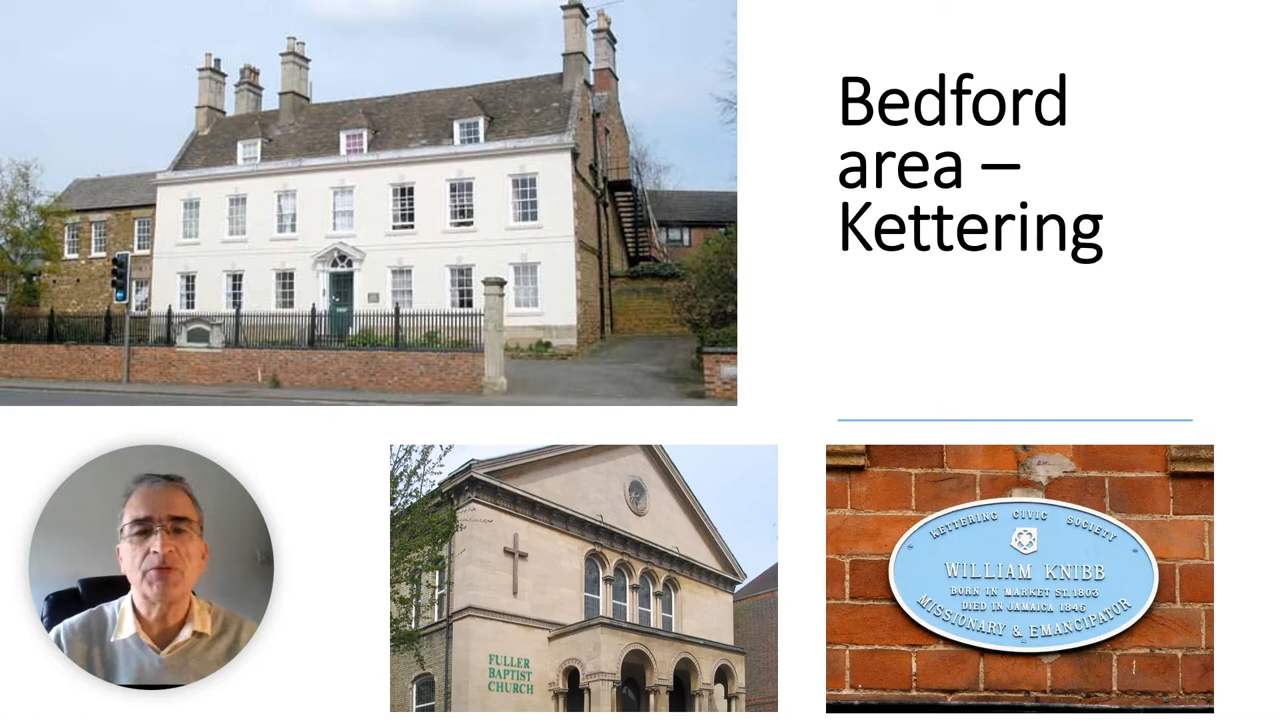 Bedford
area –
Kettering
FULLER
BAPTIST
CHURCH
KETTERING CIVIC SOCIETY
WILLIAM KNIBB
BORN IN MARKET ST. 1803
DIED IN JAMAICA 1845
MISSIONARY & EMANCIPATOR